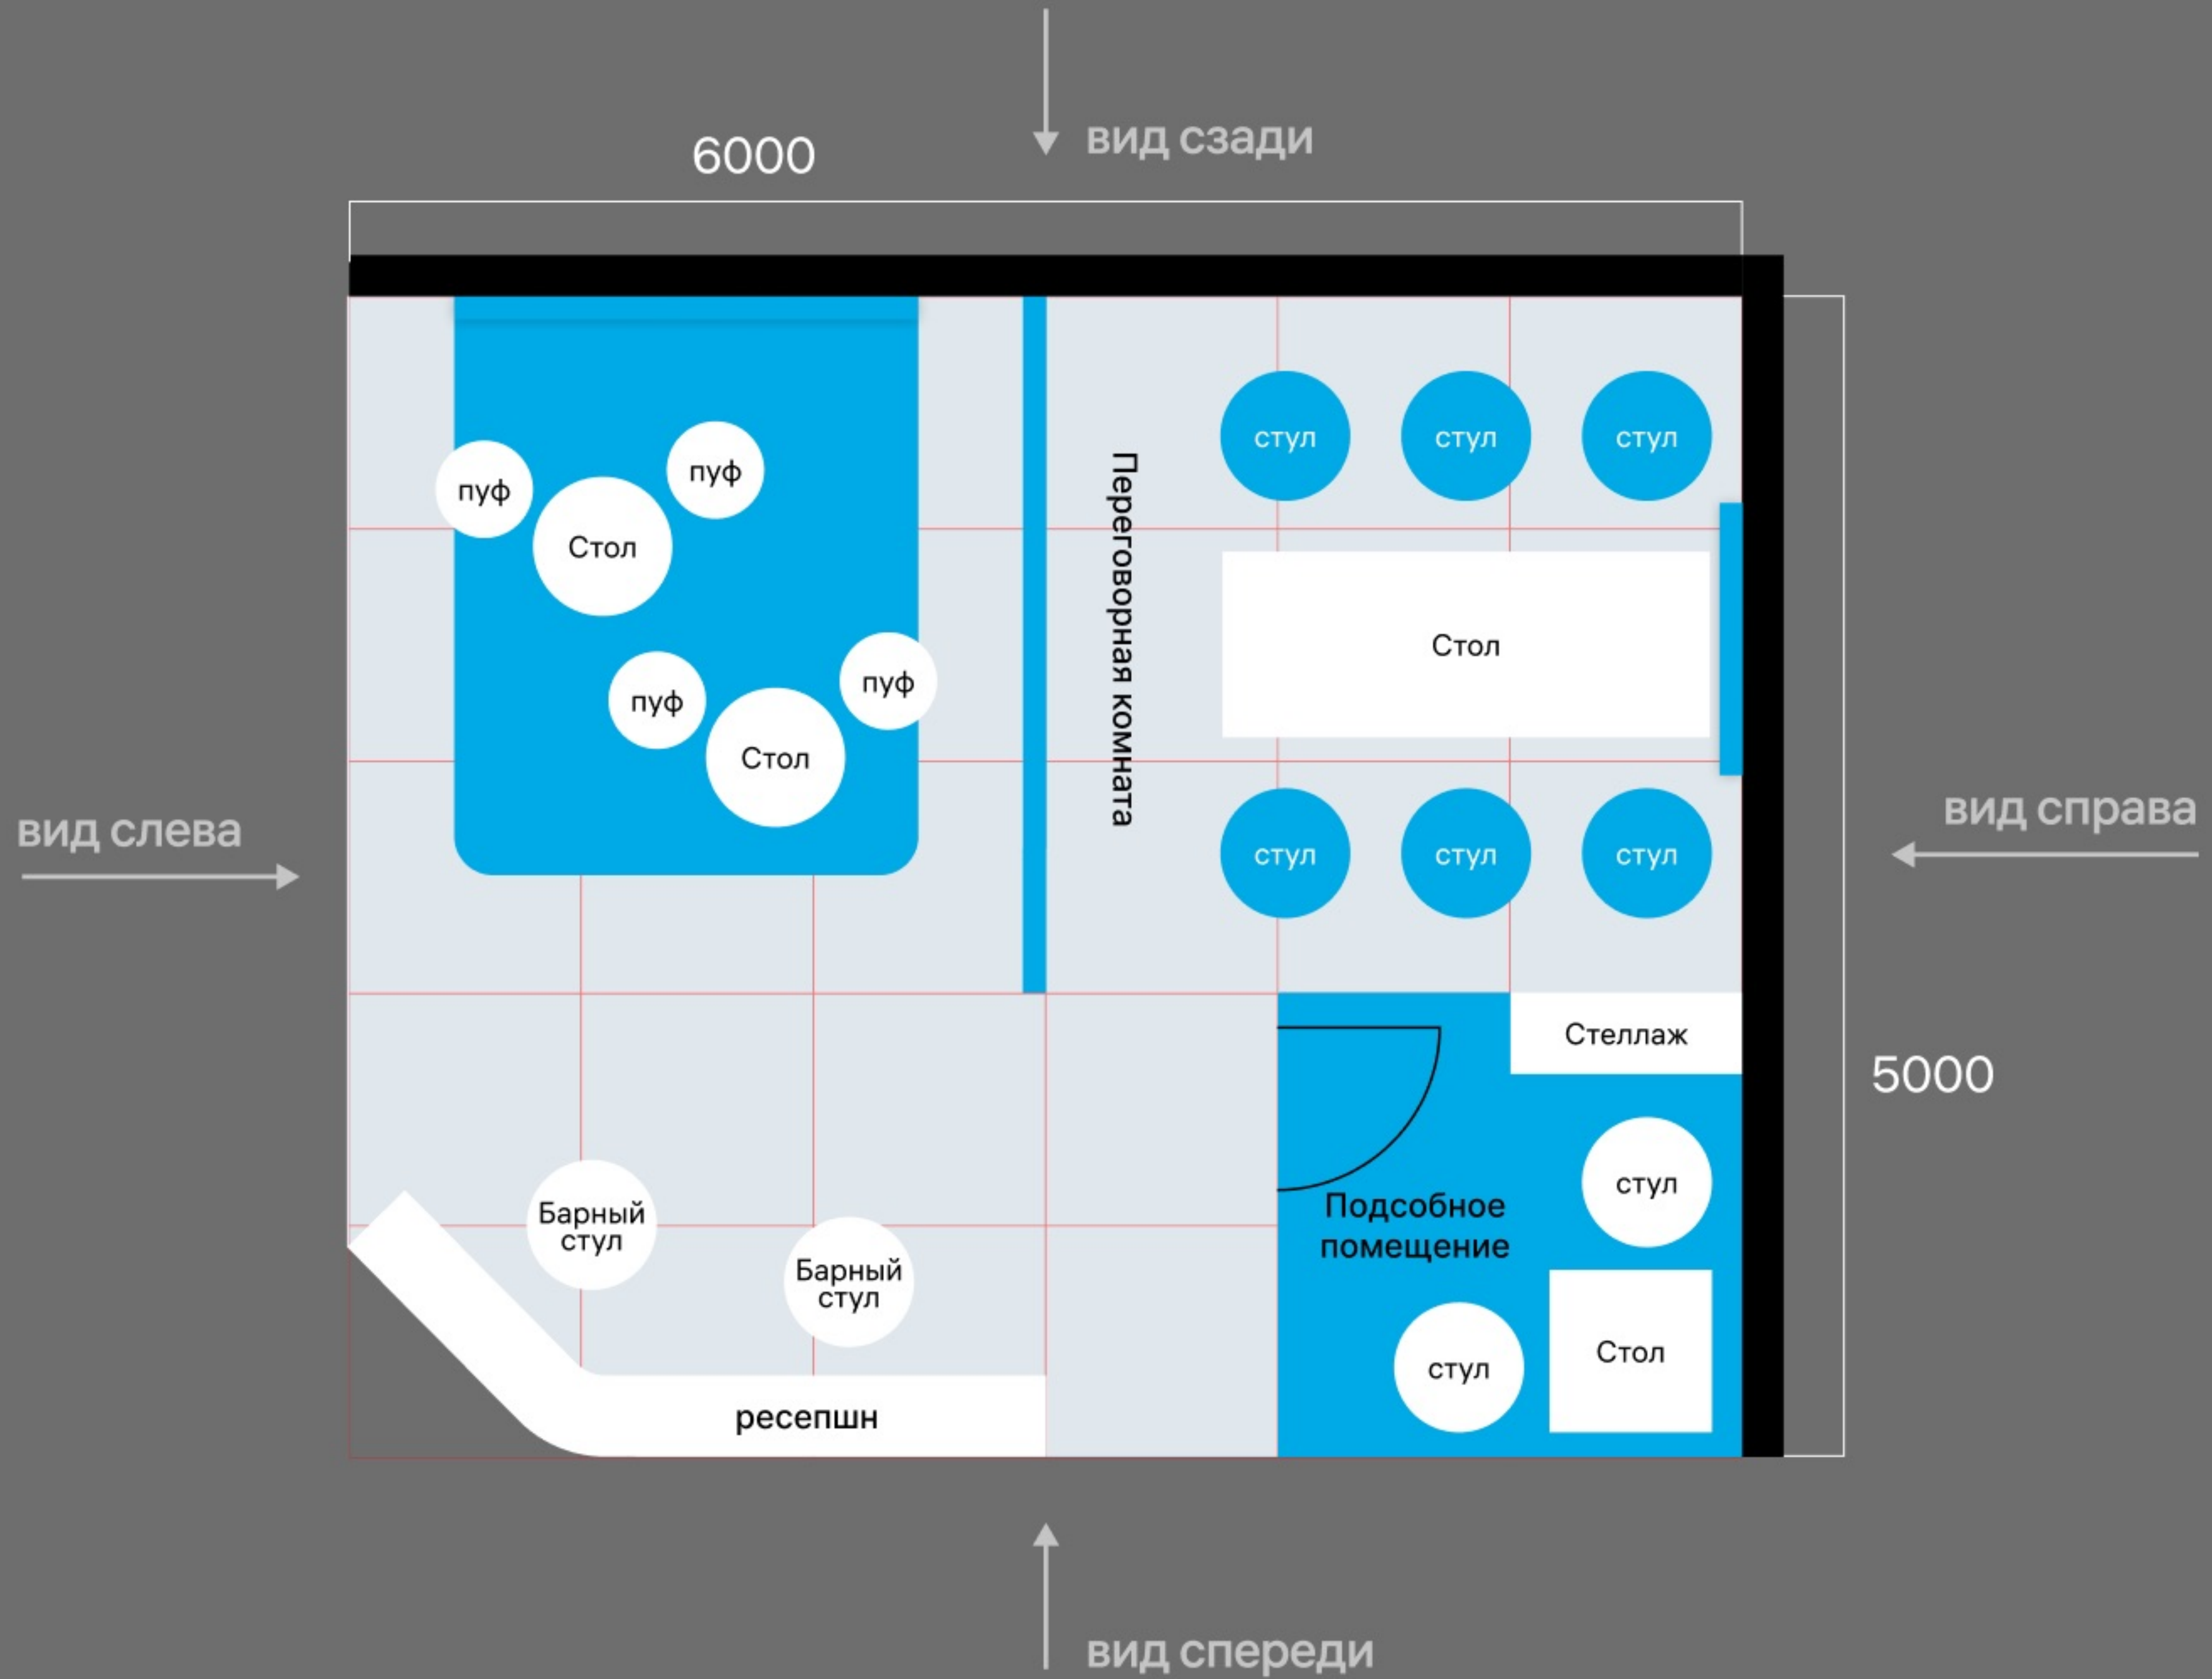 вид сзади
6000
стул
стул
стул
пуф
пуф
Стол
Переговорная комната
Стол
пуф
пуф
Стол
вид слева
вид справа
стул
стул
стул
Стеллаж
5000
стул
Барный
стул
Подсобное
помещение
Барный
стул
стул
Стол
ресепшн
вид спереди